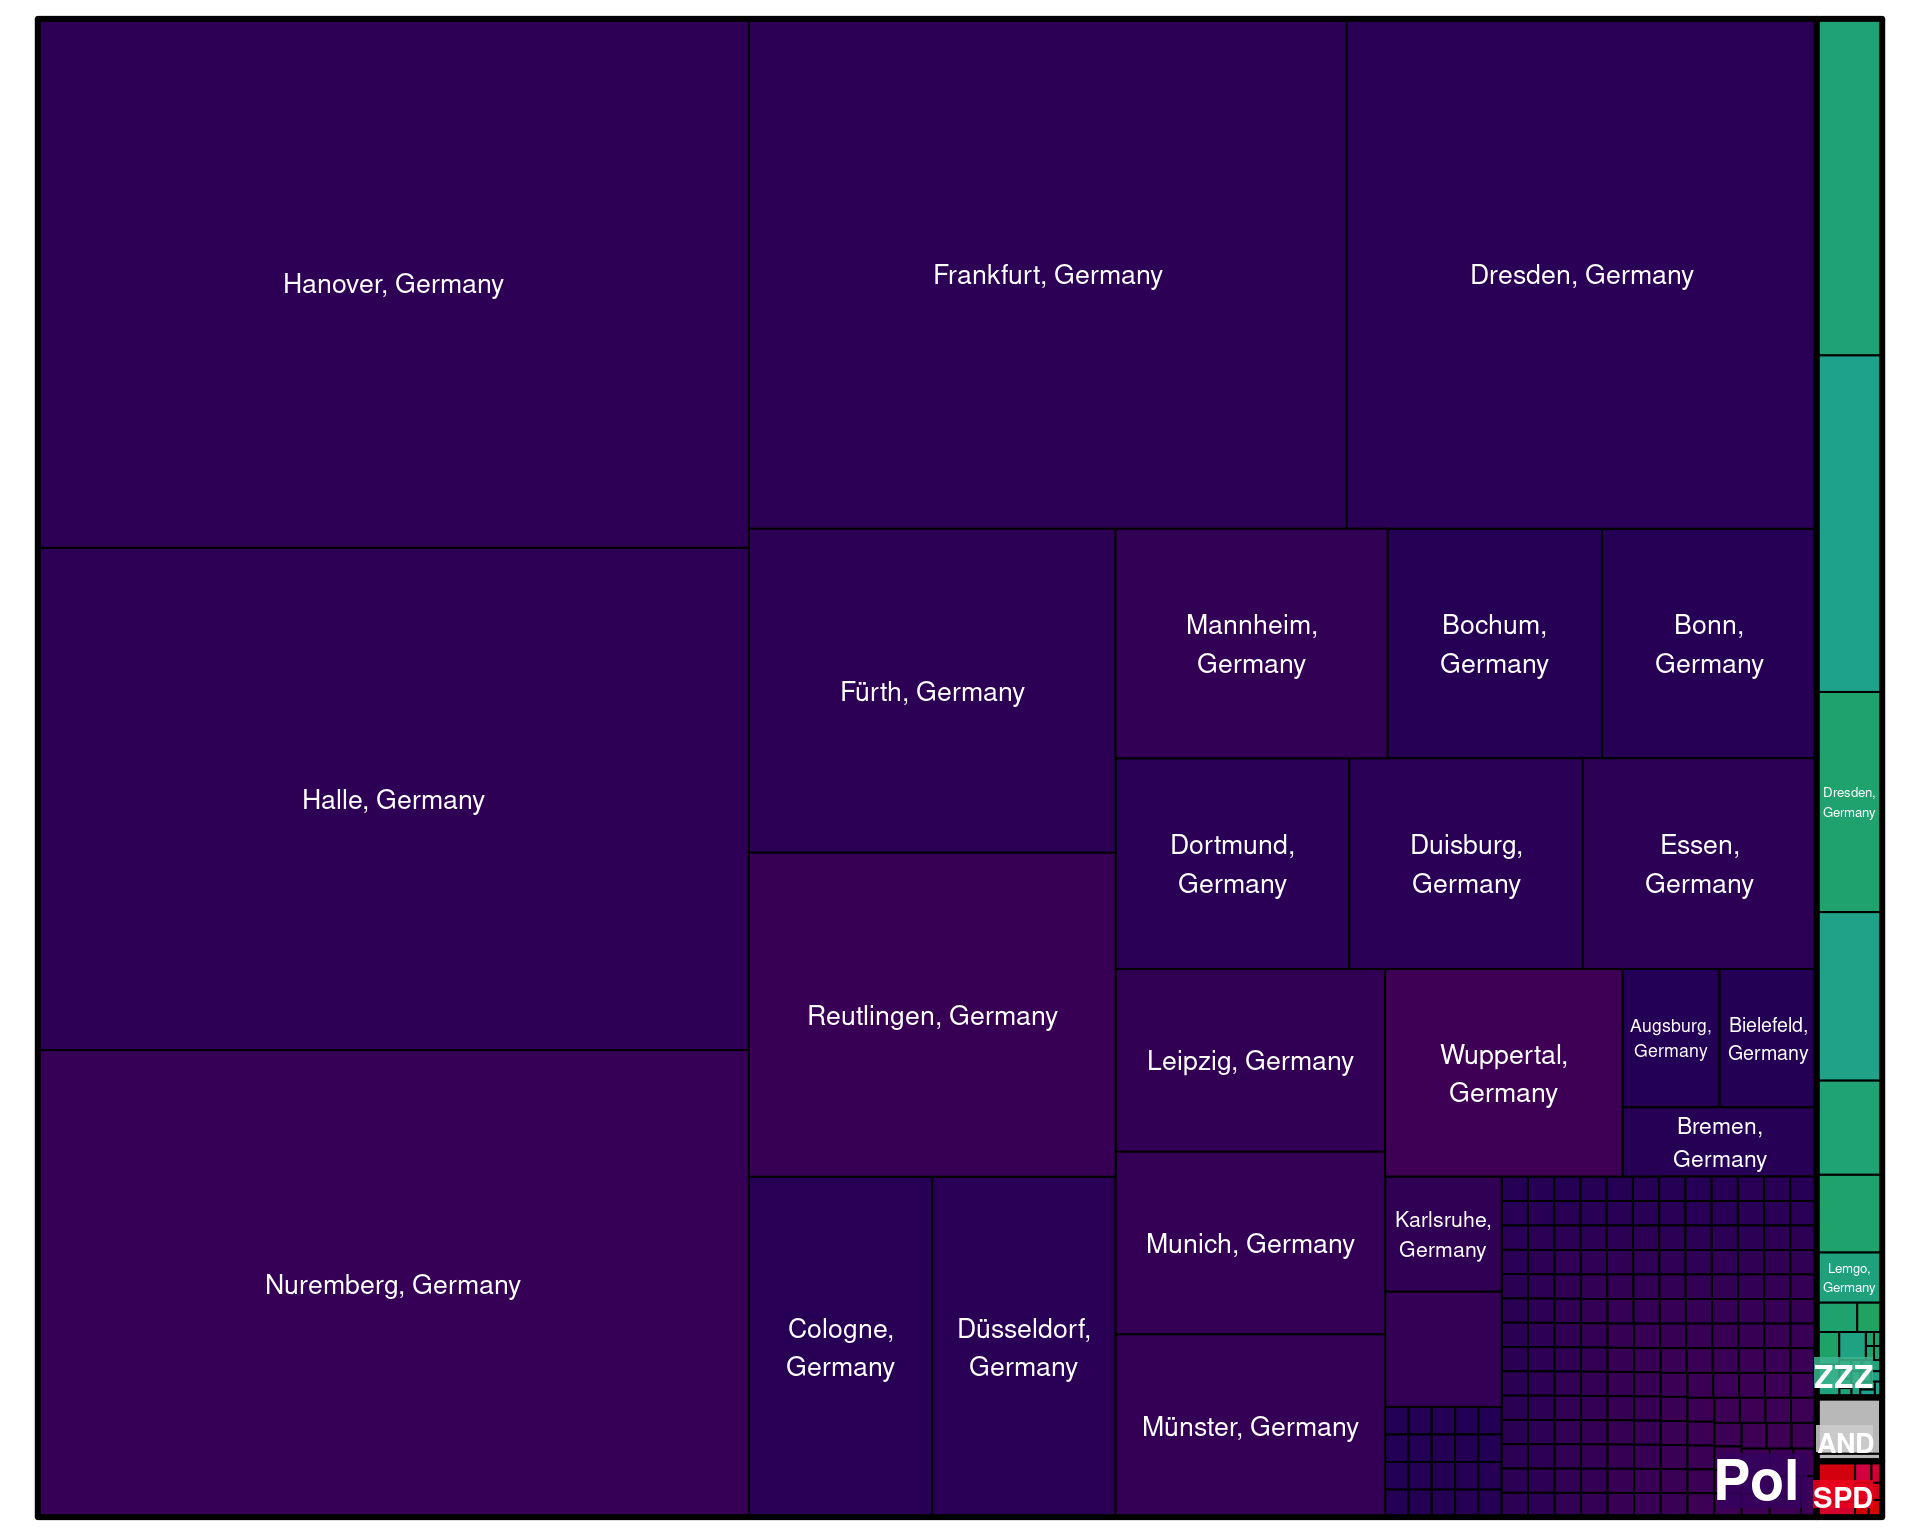 Hanover, Germany
Frankfurt, Germany
Dresden, Germany
Halle, Germany
Nuremberg, Germany
Fürth, Germany
Reutlingen, Germany
Cologne,
Germany
Düsseldorf,
Germany
Mannheim,
Germany
Bochum,
Germany
Bonn,
Germany
Dortmund,
Germany
Duisburg,
Germany
Essen,
Germany
Leipzig, Germany
Munich, Germany
Münster, Germany
Wuppertal,
Germany
Augsburg,
Germany
Bielefeld,
Germany
Bremen,
Germany
Karlsruhe,
Germany
Pol
Dresden,
Germany
Lemgo,
Germany
ZZZ
AND
SPD